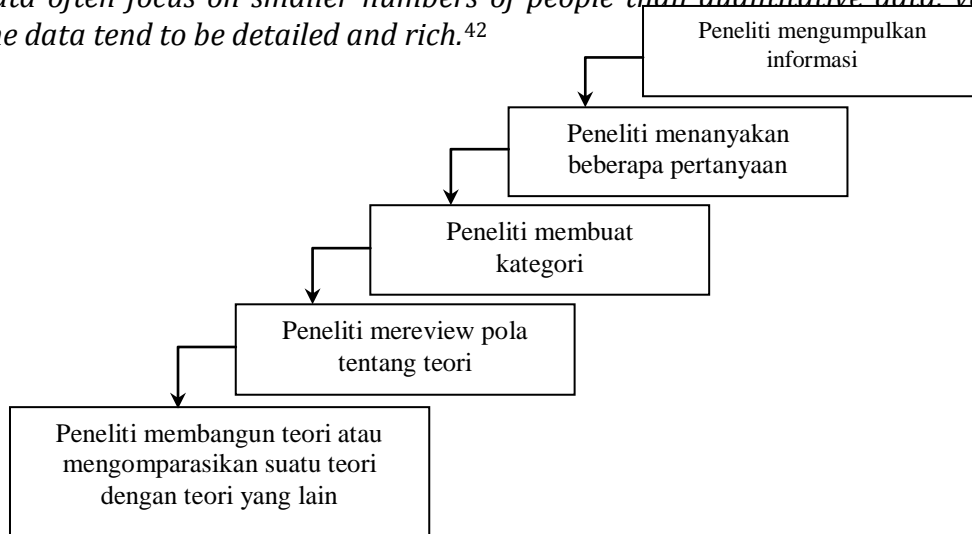 data often focus on smaller numbers of people than quantitative data,
the data tend to be detailed and rich.42
Peneliti mengumpulkan
informasi
Peneliti menanyakan
beberapa pertanyaan
Peneliti membuat
kategori
Peneliti mereview pola
tentang teori
Peneliti membangun teori atau
mengomparasikan suatu teori
dengan teori yang lain